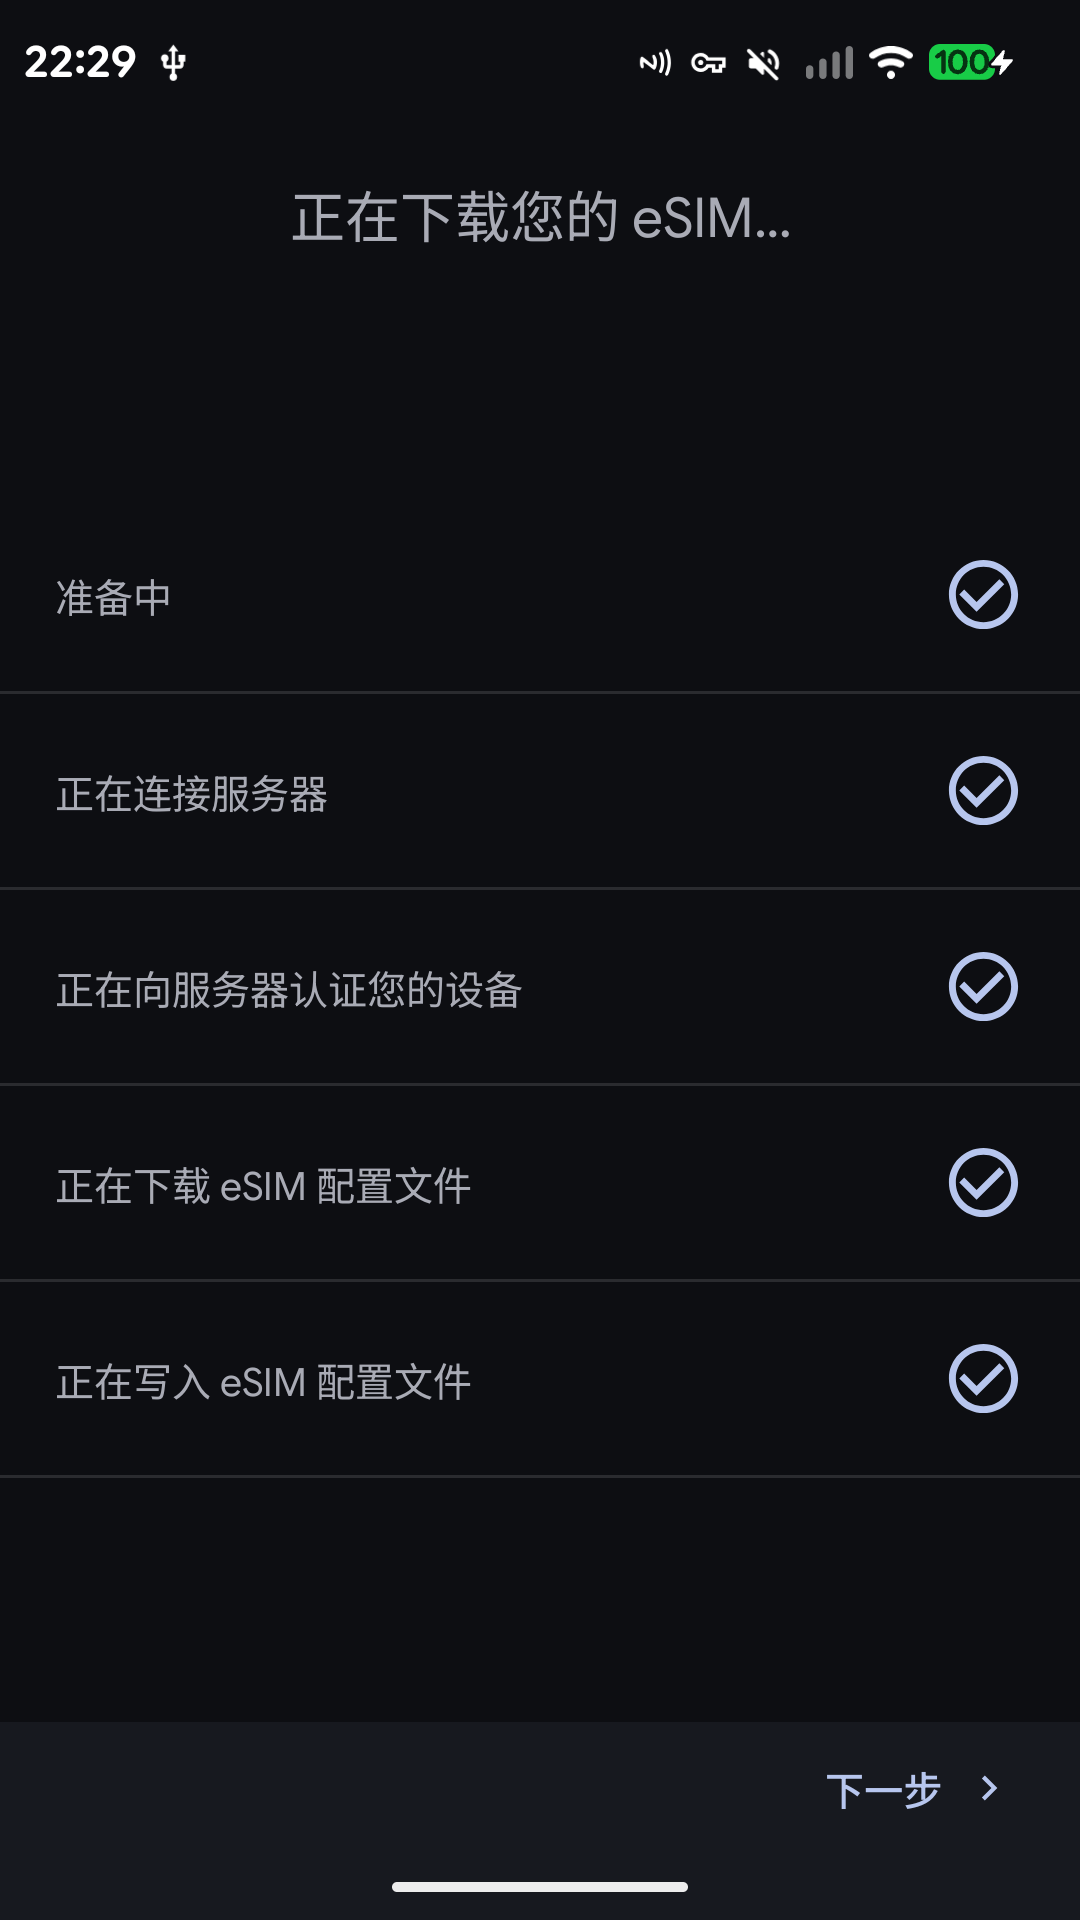 22:29
100
正在下载您的 eSIM...
准备中
正在连接服务器
正在向服务器认证您的设备
正在下载 eSIM 配置文件
正在写入 eSIM 配置文件
下一步